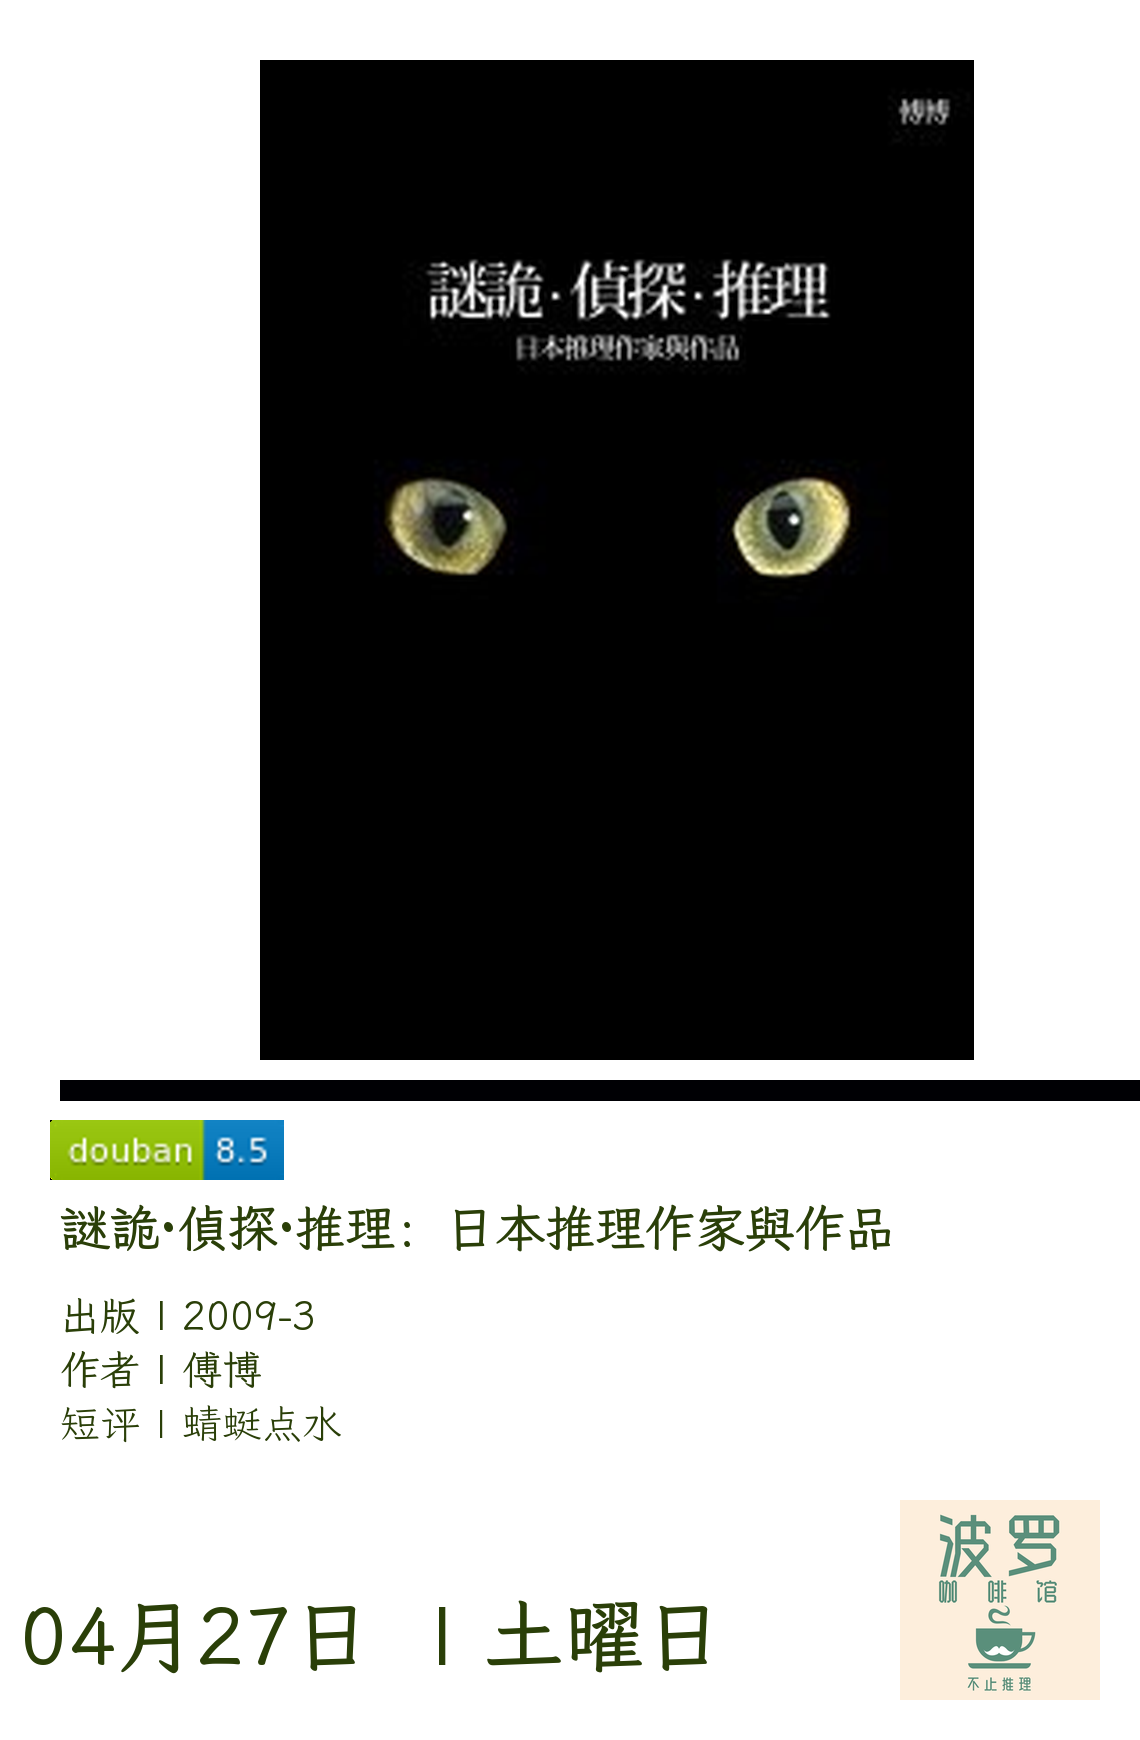 傅博
謎詭·偵探·推理
日本推理作家與作品
douban 8.5
謎詭•偵探•推理：日本推理作家與作品
出版 | 2009-3
作者 | 傅博
短评 | 蜻蜓点水
04月27日 | 土曜日
波罗
咖啡馆
不止推理